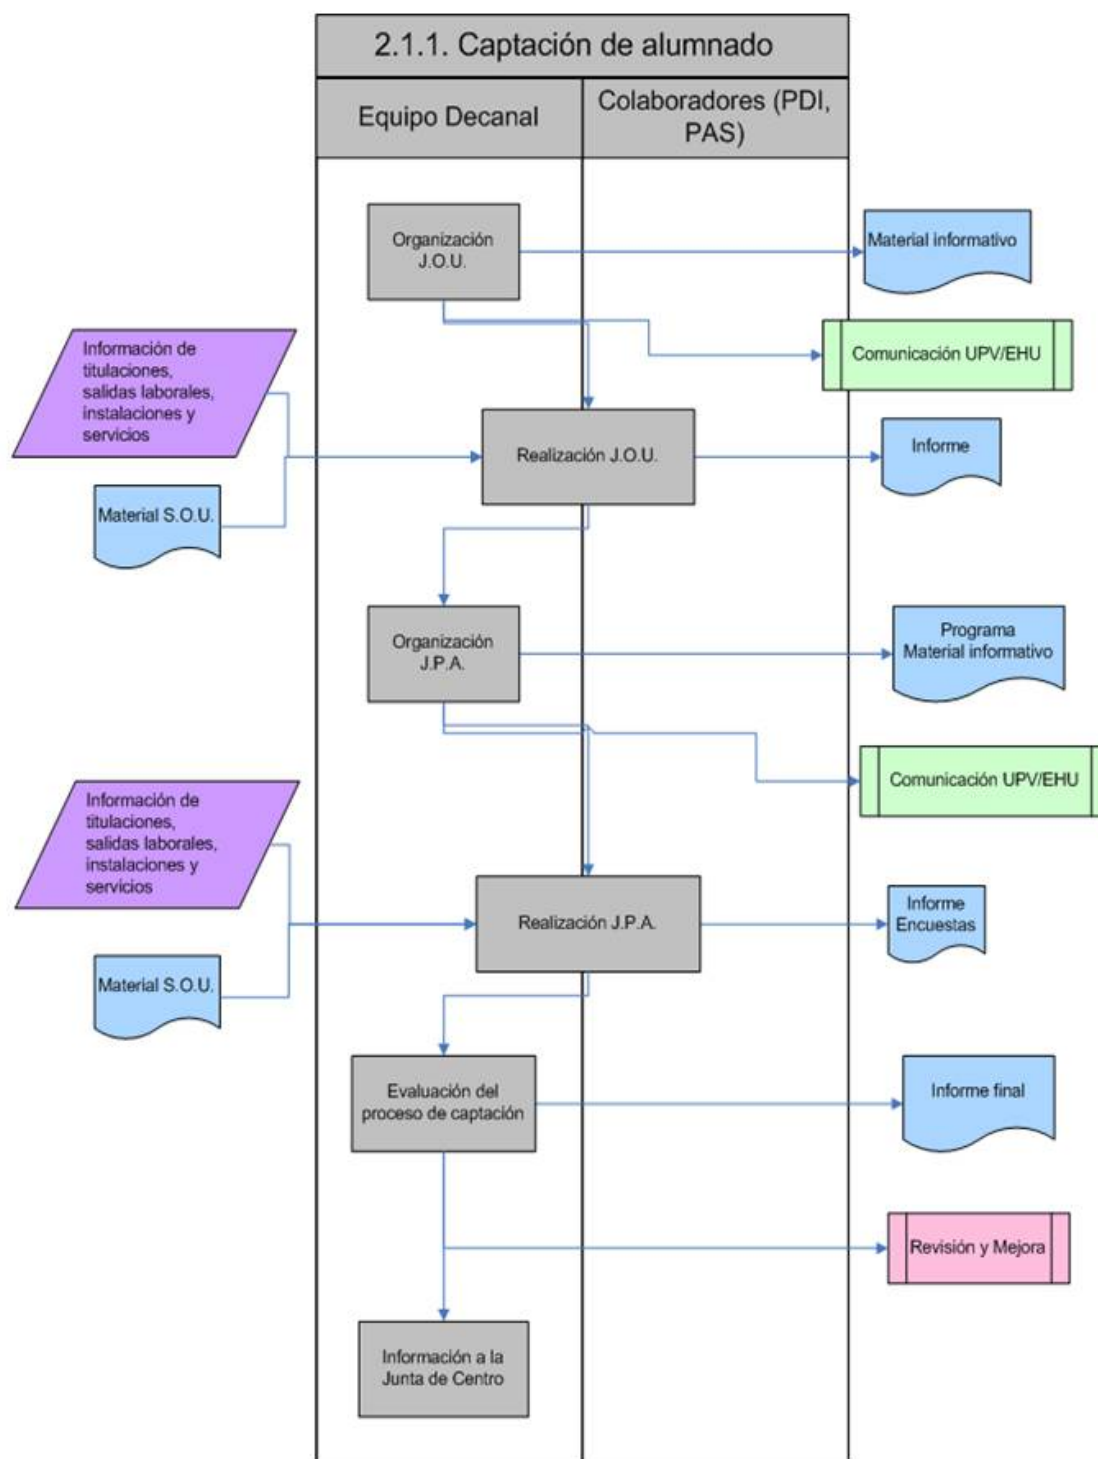 2.1.1. Captación de alumnado
Equipo Decanal
Colaboradores (PDI,
PAS)
Organización
J.O.U.
Material informativo
Comunicación UPV/EHU
Información de
titulaciones,
salidas laborales,
instalaciones y
servicios
Realización J.O.U.
Informe
Material S.O.U.
Organización
J.P.A.
Programa
Material informativo
Comunicación UPV/EHU
Información de
titulaciones,
salidas laborales,
instalaciones y
servicios
Realización J.P.A.
Informe
Encuestas
Material S.O.U.
Evaluación del
proceso de captación
Informe final
Revisión y Mejora
Información a la
Junta de Centro